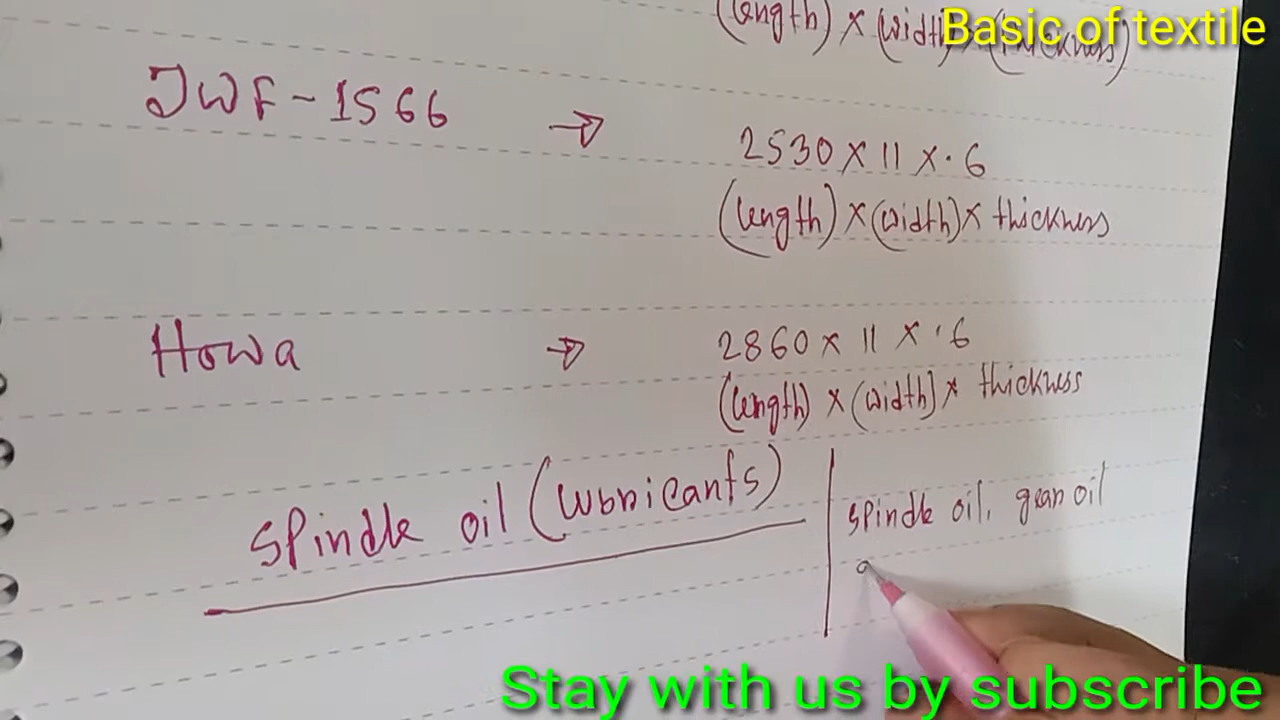 Basic of textile
(length) x (width) x (thickness)
JWF-1566 → 2530 x 11 x .6
(length) x (width) x thickness
Howa → 2860 x 11 x .6
(length) x (width) x thickness
spindle oil (lubricants)
spindle oil, gear oil
Stay with us by subscribe